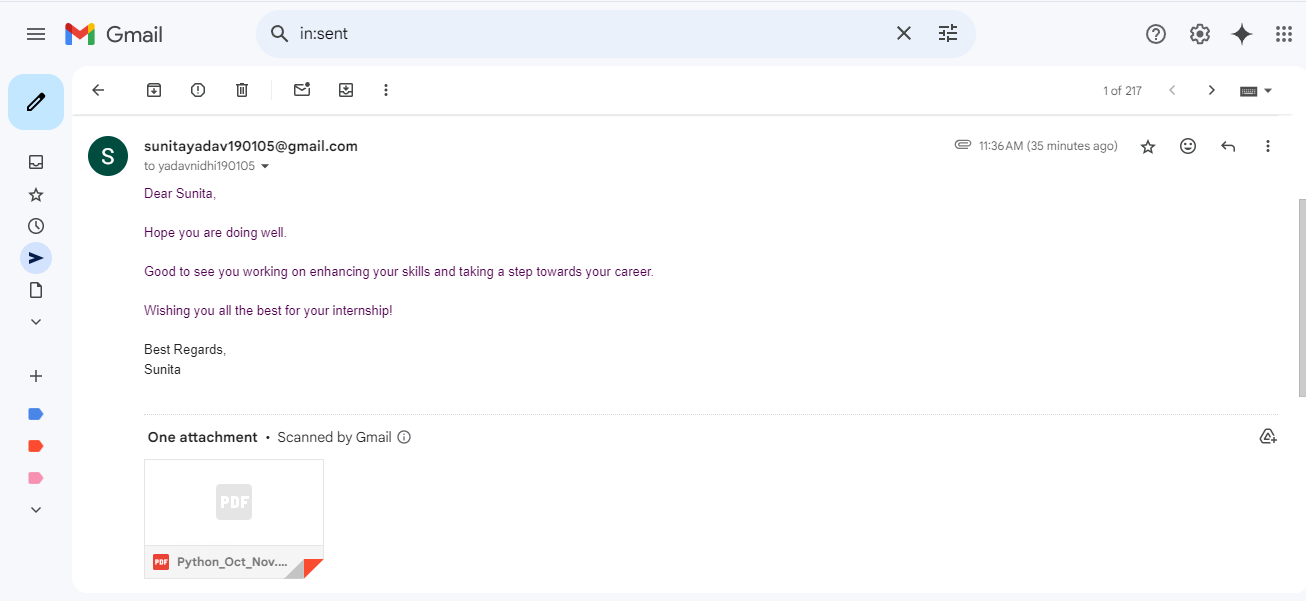 Gmail
in:sent
1 of 217
sunitayadav190105@gmail.com
11:36 AM (35 minutes ago)
to yadavnidhi190105
Dear Sunita,
Hope you are doing well.
Good to see you working on enhancing your skills and taking a step towards your career.
Wishing you all the best for your internship!
Best Regards,
Sunita
One attachment • Scanned by Gmail
PDF
PDF Python_Oct_Nov....
S